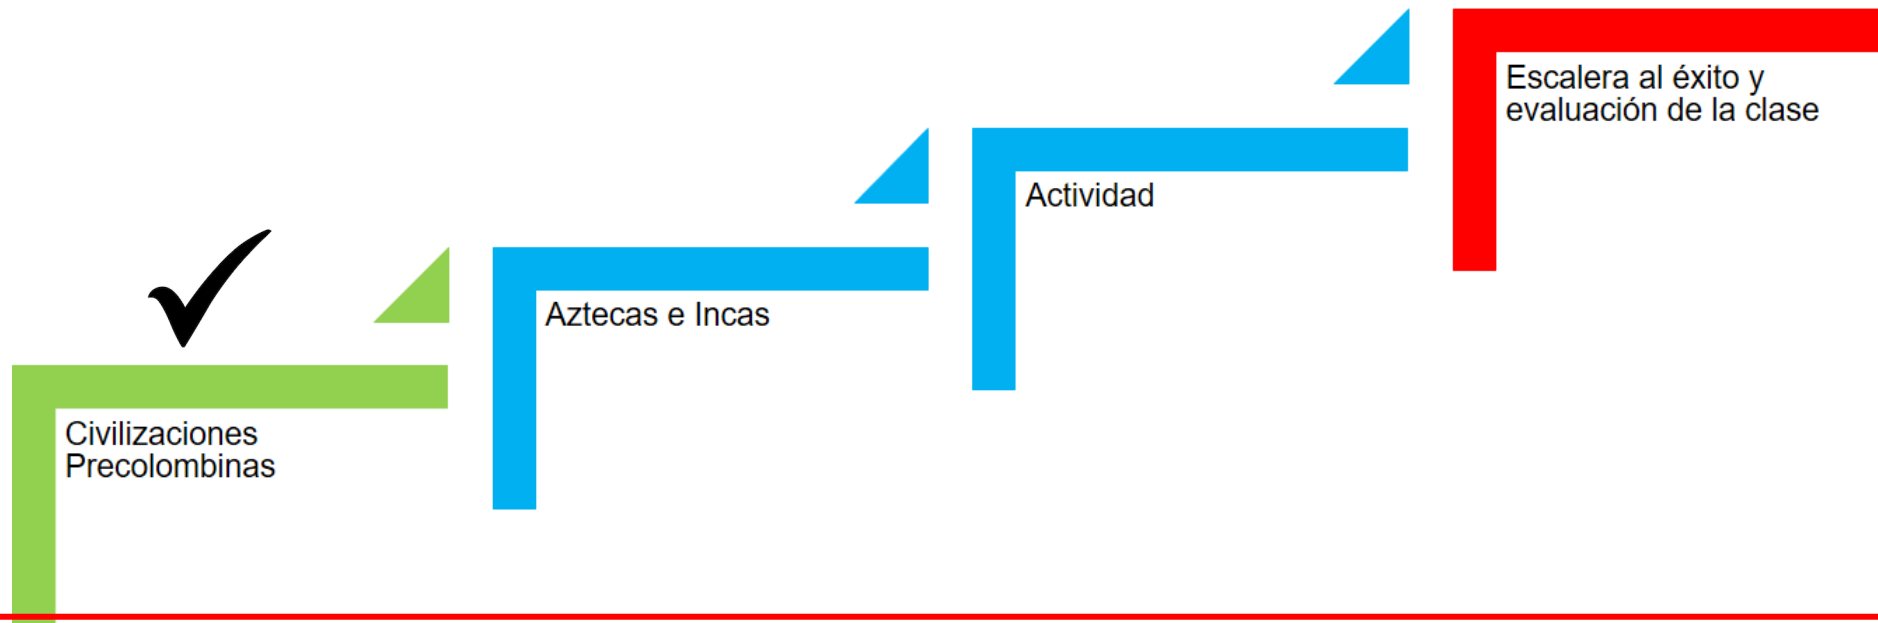 Civilizaciones
Precolombinas
Aztecas e Incas
Actividad
Escalera al éxito y
evaluación de la clase